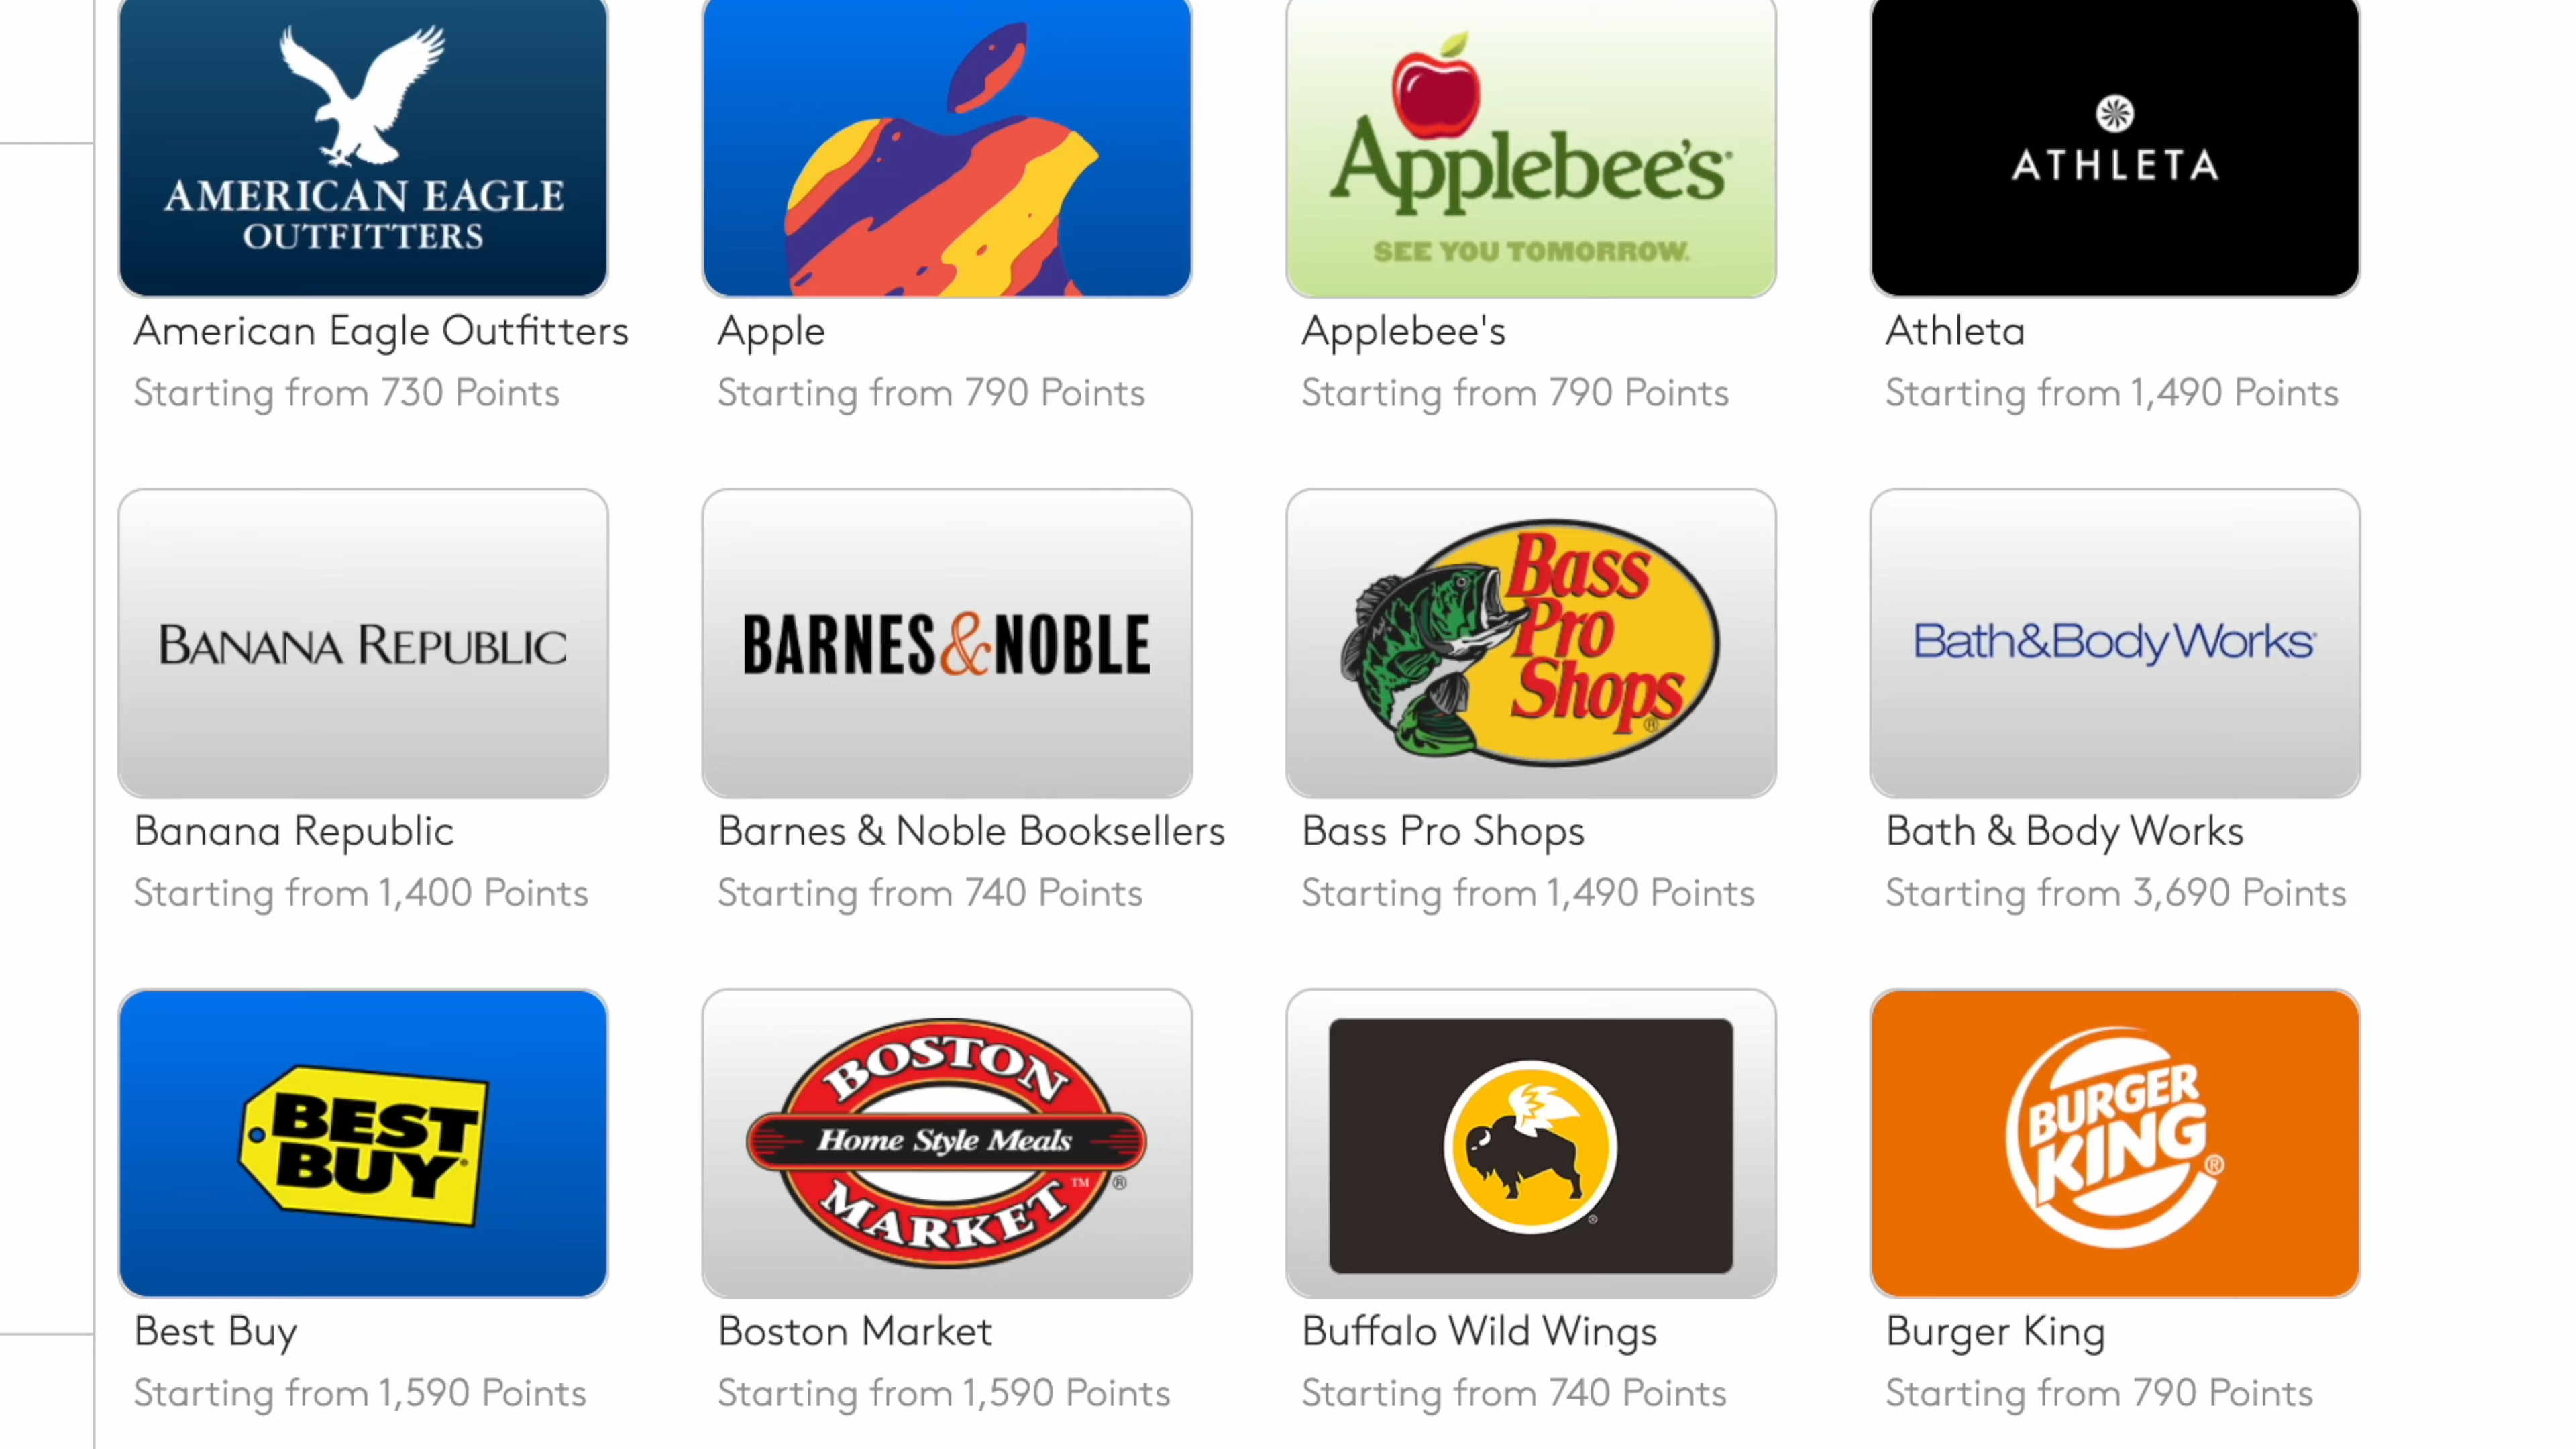 AMERICAN EAGLE
OUTFITTERS
Applebee's
SEE YOU TOMORROW.
ATHLETA
American Eagle Outfitters
Apple
Applebee's
Athleta
Starting from 730 Points
Starting from 790 Points
Starting from 790 Points
Starting from 1,490 Points
BANANA REPUBLIC
BARNES&NOBLE
Bass
Pro
Shops®
Bath&BodyWorks
Banana Republic
Barnes & Noble Booksellers
Bass Pro Shops
Bath & Body Works
Starting from 1,400 Points
Starting from 740 Points
Starting from 1,490 Points
Starting from 3,690 Points
BEST
BUY
BOSTON
Home Style Meals
MARKET™ ®
®
BURGER
KING®
Best Buy
Boston Market
Buffalo Wild Wings
Burger King
Starting from 1,590 Points
Starting from 1,590 Points
Starting from 740 Points
Starting from 790 Points